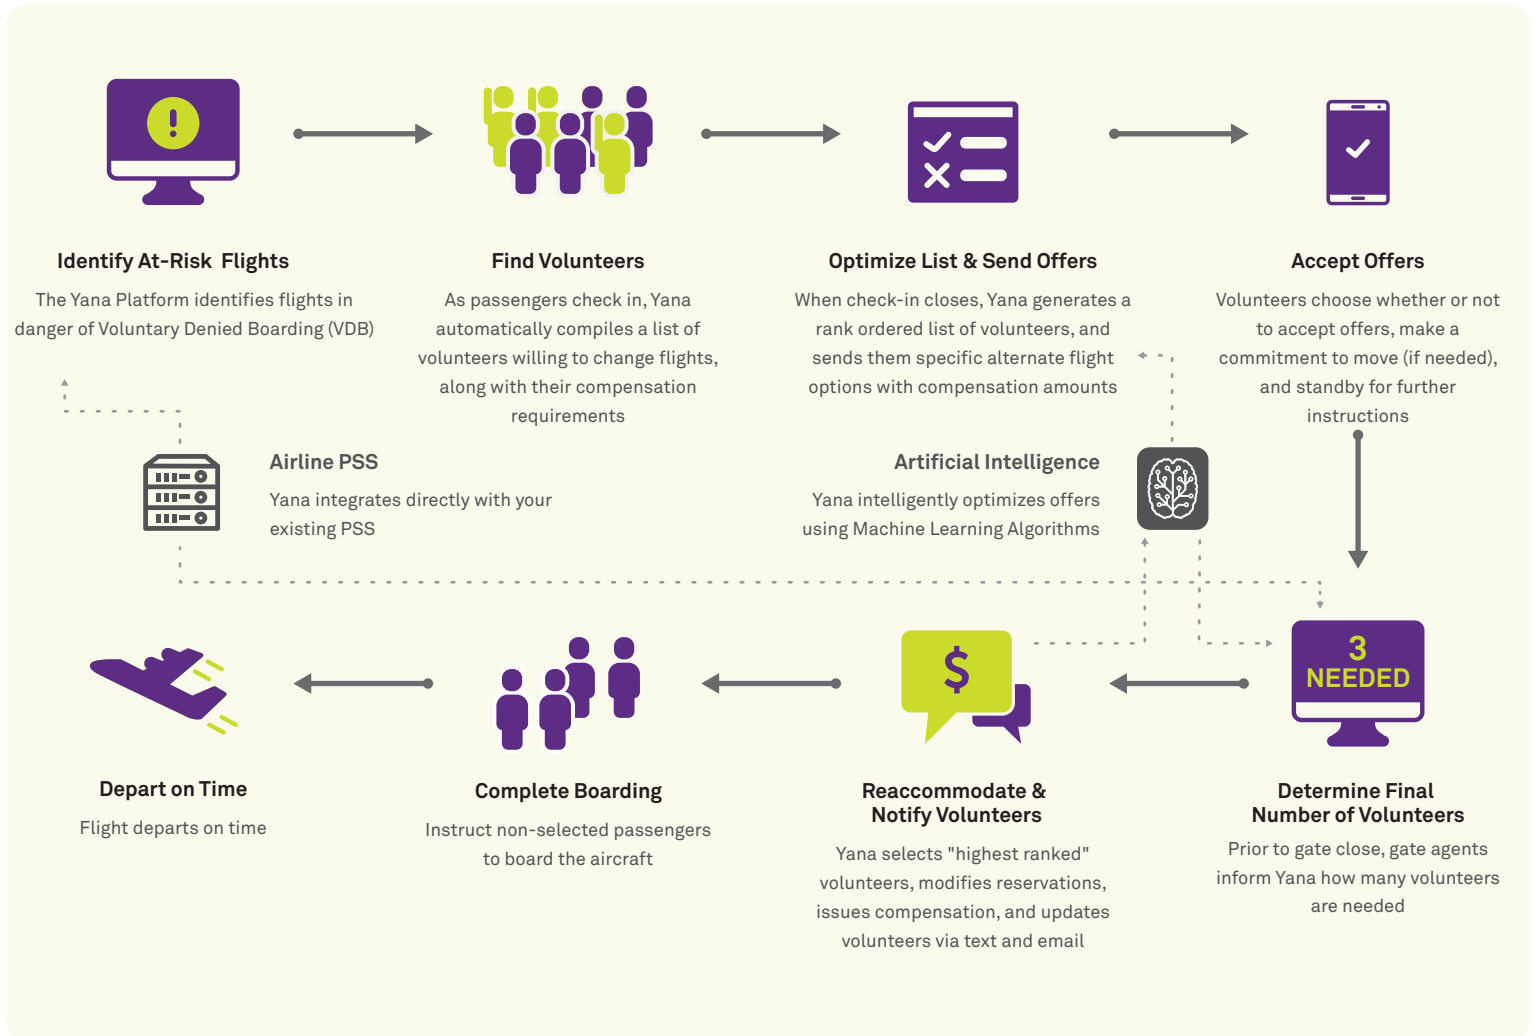 Identify At-Risk Flights
The Yana Platform identifies flights in
danger of Voluntary Denied Boarding (VDB)
Find Volunteers
As passengers check in, Yana
automatically compiles a list of
volunteers willing to change flights,
along with their compensation
requirements
Optimize List & Send Offers
When check-in closes, Yana generates a
rank ordered list of volunteers, and
sends them specific alternate flight
options with compensation amounts
Accept Offers
Volunteers choose whether or not
to accept offers, make a
commitment to move (if needed),
and standby for further
instructions
Airline PSS
Yana integrates directly with your
existing PSS
Artificial Intelligence
Yana intelligently optimizes offers
using Machine Learning Algorithms
3
NEEDED
$
Determine Final
Number of Volunteers
Prior to gate close, gate agents
inform Yana how many volunteers
are needed
Reaccommodate &
Notify Volunteers
Yana selects "highest ranked"
volunteers, modifies reservations,
issues compensation, and updates
volunteers via text and email
Complete Boarding
Instruct non-selected passengers
to board the aircraft
Depart on Time
Flight departs on time